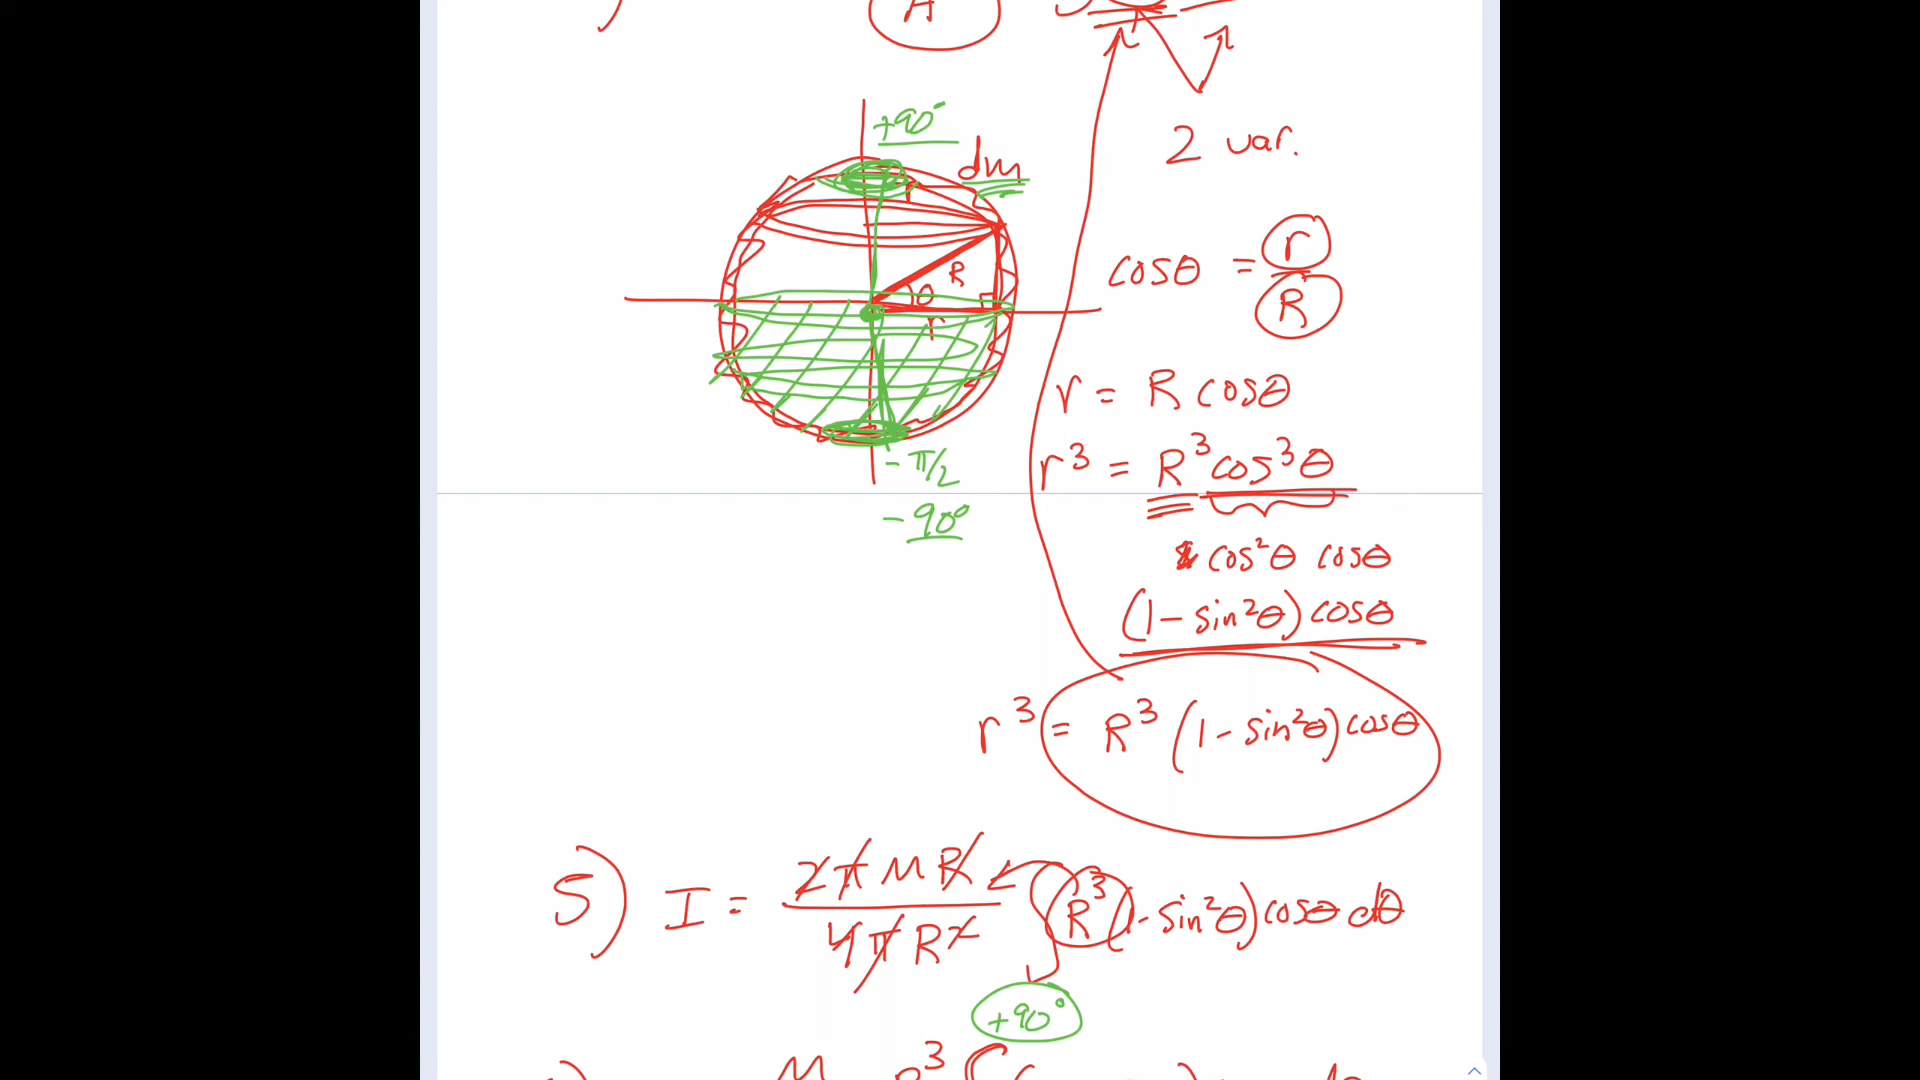 A
2 var.
+90°
dm
R
θ
r
cosθ = r/R
r = R cosθ
- π/2
r³ = R³cos³θ
- 90°
cos²θ cosθ
(1 - sin²θ) cosθ
r³ = R³ (1 - sin²θ) cosθ
5) I = 2πMR / 4πR² ∫ R³(1 - sin²θ) cosθ dθ
+90°
M R³ ∫ (